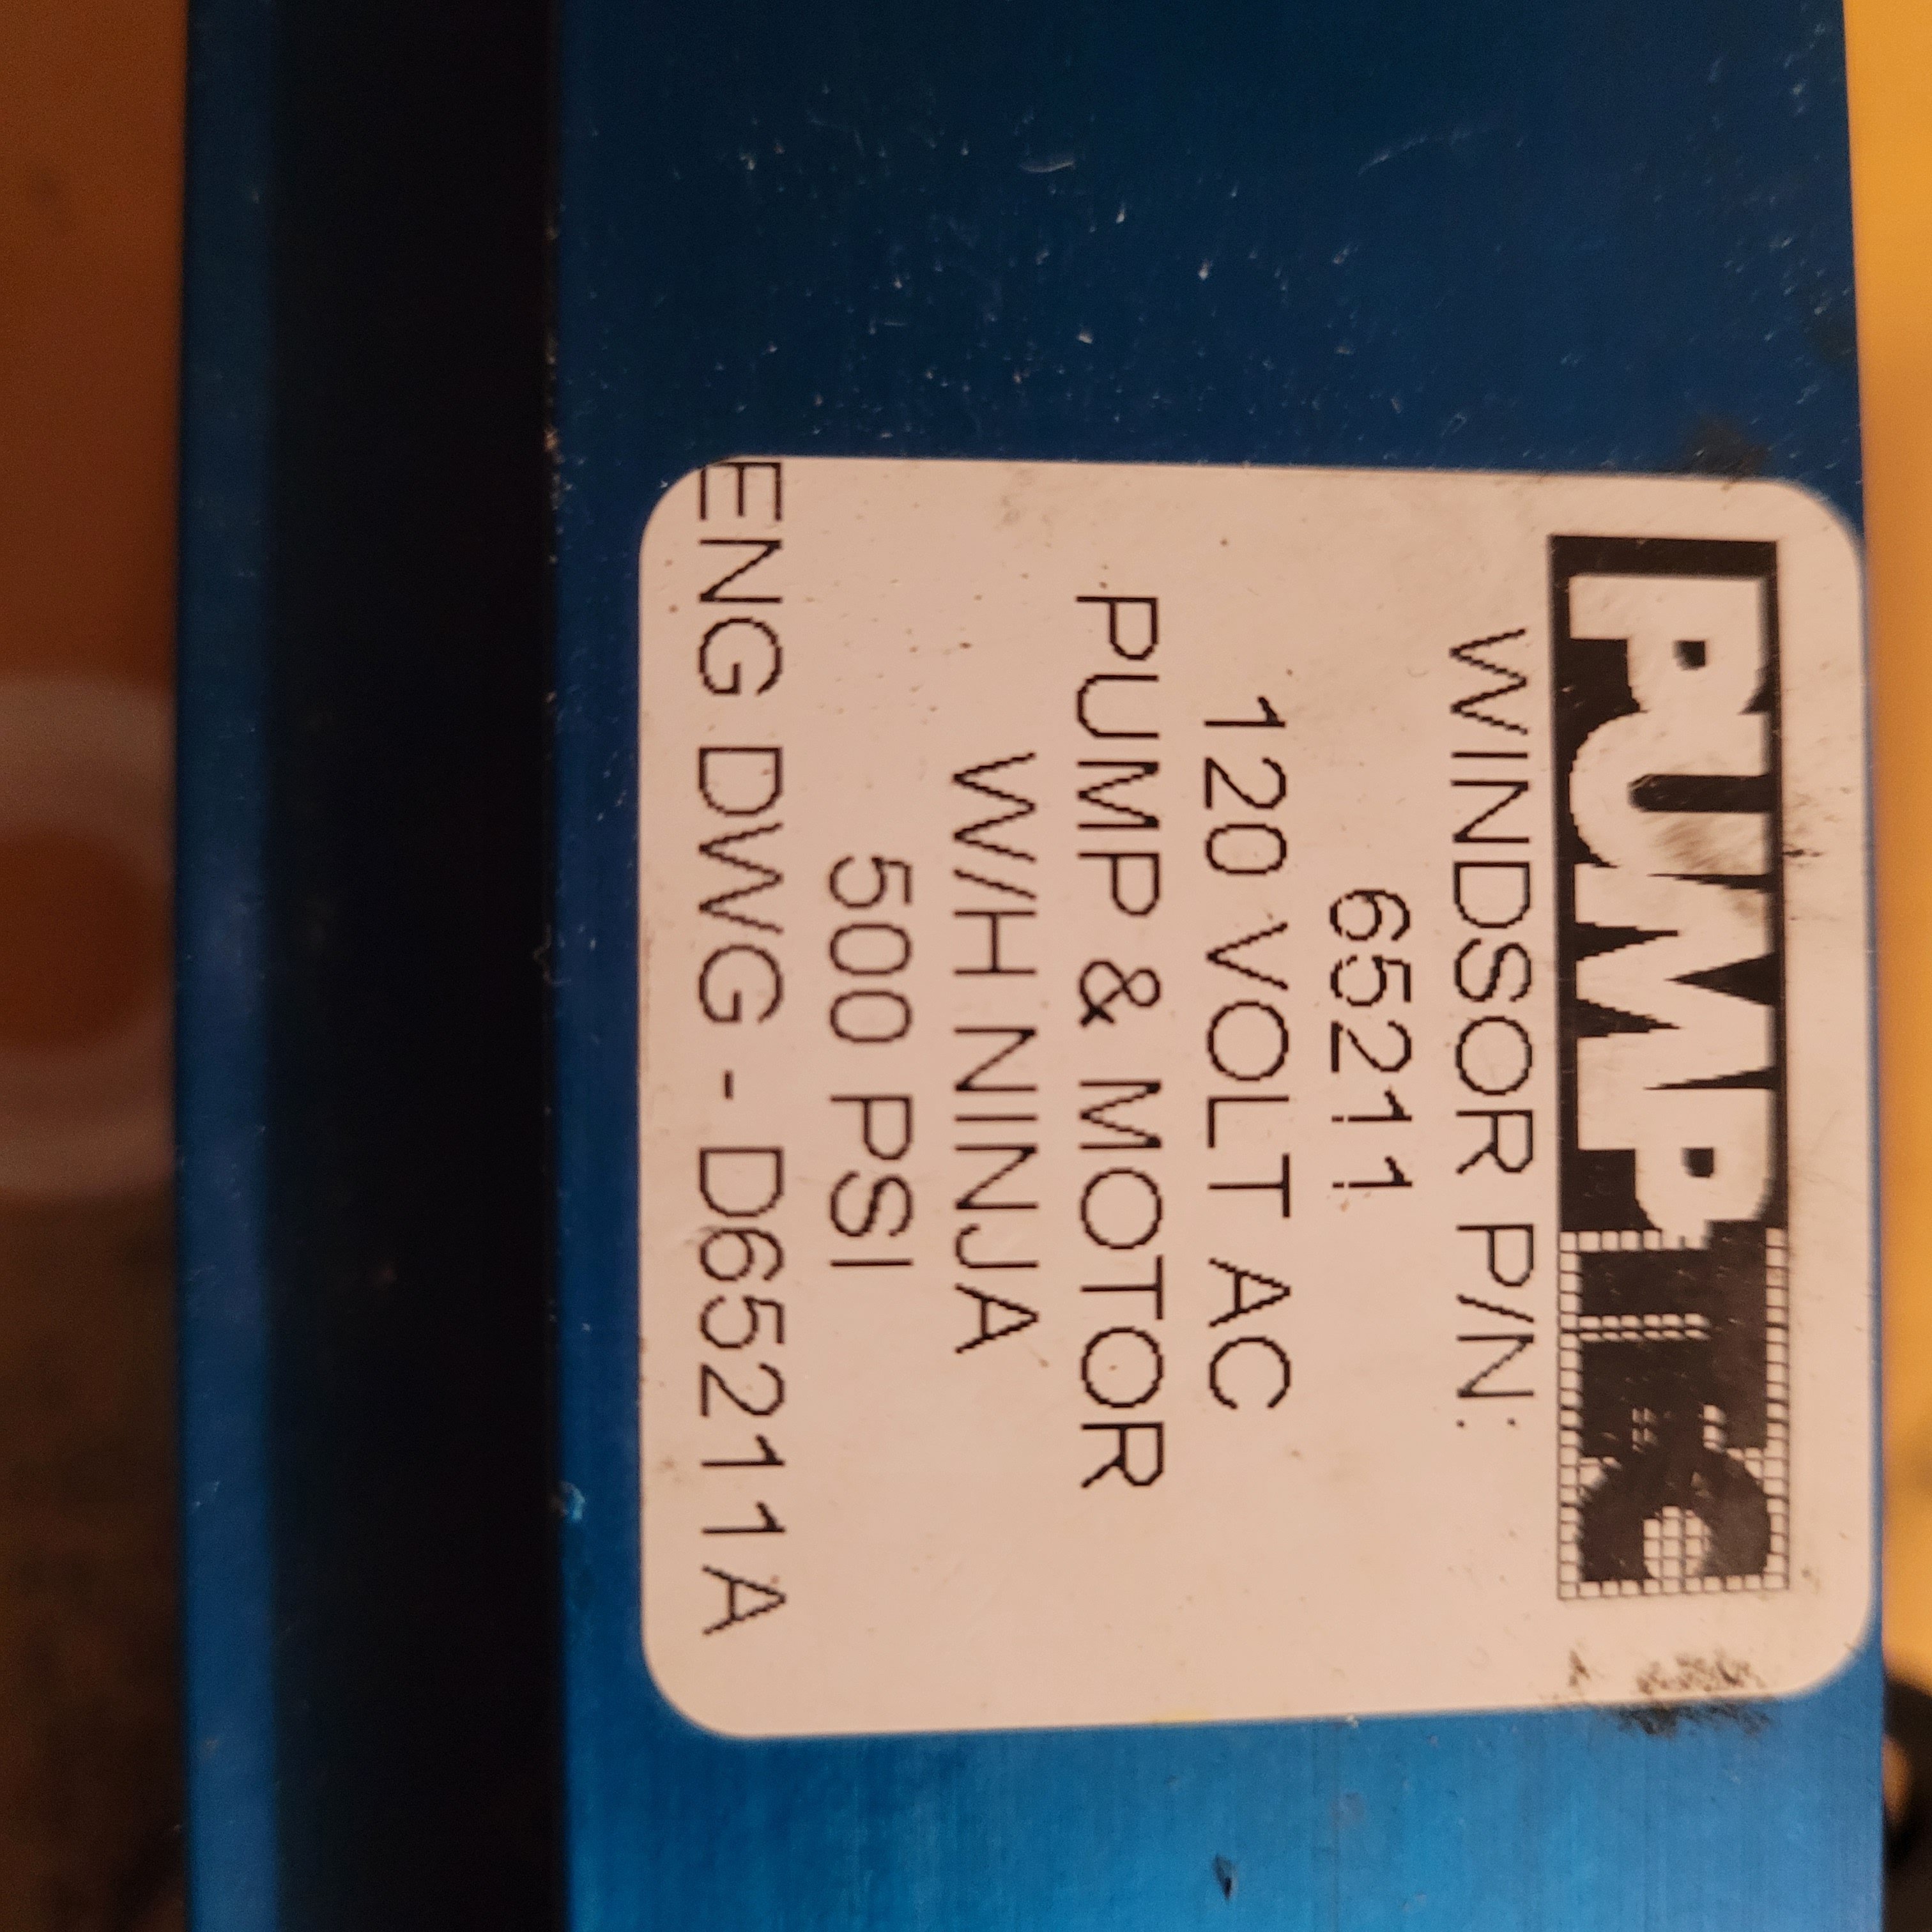 PUMPtec
WINDSOR P/N:
65211
120 VOLT AC
PUMP & MOTOR
W/H NINJA
500 PSI
ENG DWG - D65211A